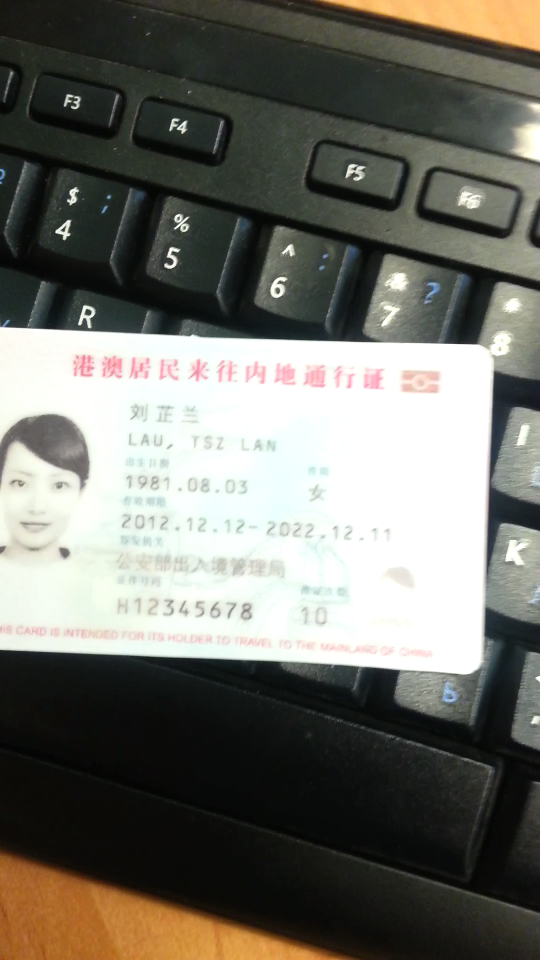 F3
F4
F5
F6
$ ;
4
%
5
^ :
6
?
7
8
R
港澳居民来往内地通行证
刘芷兰
LAU, TSZ LAN
出生日期 性别
1981.08.03 女
有效期限
2012.12.12-2022.12.11
签发机关
公安部出入境管理局
证件号码 换证次数
H12345678 10
THIS CARD IS INTENDED FOR ITS HOLDER TO TRAVEL TO THE MAINLAND OF CHINA
I
K
Ь